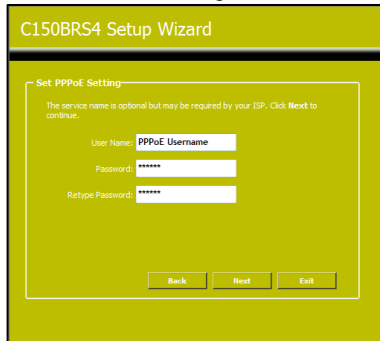 C150BRS4 Setup Wizard
Set PPPoE Setting
The service name is optional but may be required by your ISP. Click Next to
continue.
User Name: PPPoE Username
Password: ******
Retype Password: ******
Back Next Exit